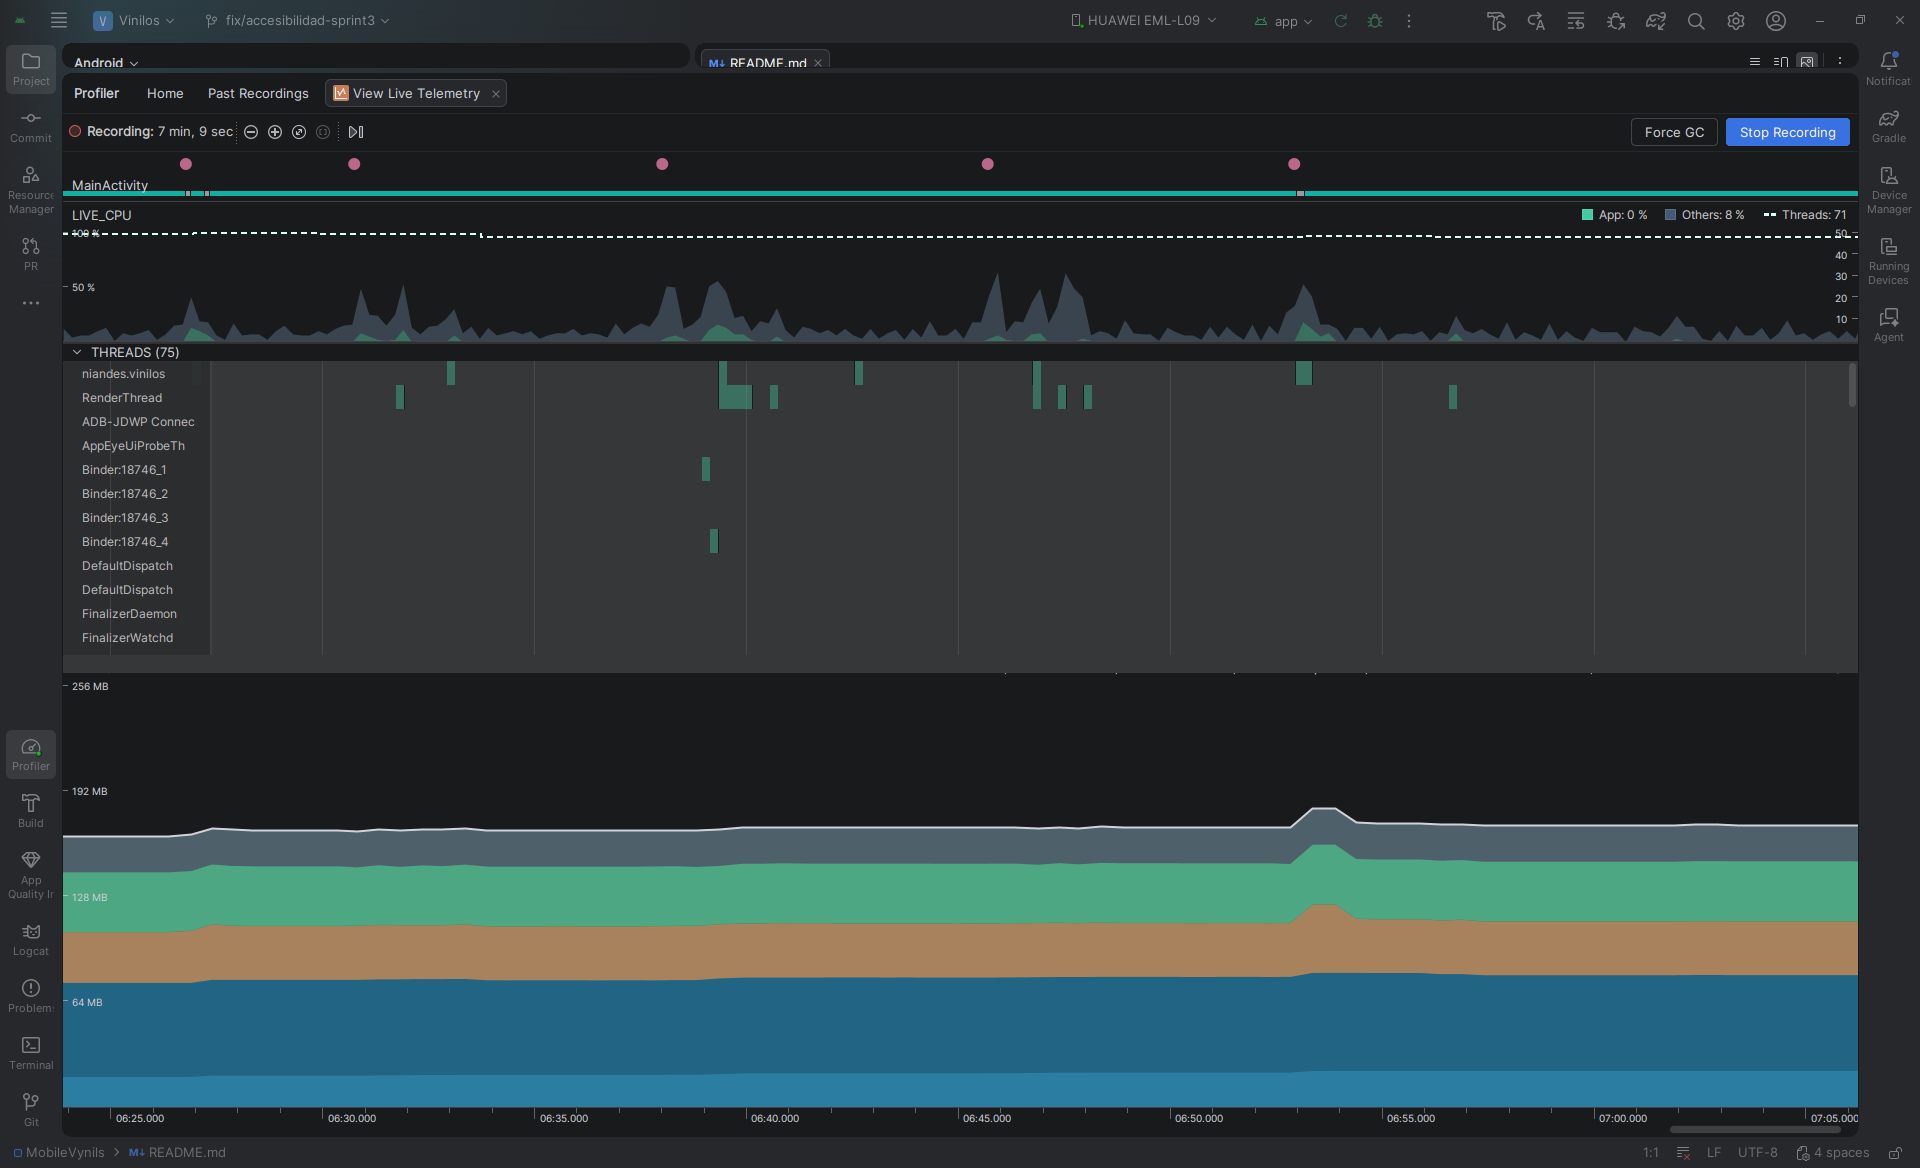 V Vinilos
fix/accesibilidad-sprint3
HUAWEI EML-L09
app
Project
Commit
Resource
Manager
PR
Android
README.md
Profiler
Home
Past Recordings
View Live Telemetry
Recording: 7 min, 9 sec
Force GC
Stop Recording
MainActivity
LIVE_CPU
App: 0 %
Others: 8 %
Threads: 71
100 %
50
40
50 %
30
20
10
THREADS (75)
niandes.vinilos
RenderThread
ADB-JDWP Connec
AppEyeUiProbeTh
Binder:18746_1
Binder:18746_2
Binder:18746_3
Binder:18746_4
DefaultDispatch
DefaultDispatch
FinalizerDaemon
FinalizerWatchd
256 MB
192 MB
128 MB
64 MB
06:25.000
06:30.000
06:35.000
06:40.000
06:45.000
06:50.000
06:55.000
07:00.000
07:05.000
Notificat
Gradle
Device
Manager
Running
Devices
Agent
Profiler
Build
App
Quality Ir
Logcat
Problem
Terminal
Git
MobileVynils
M↓ README.md
1:1
LF
UTF-8
4 spaces